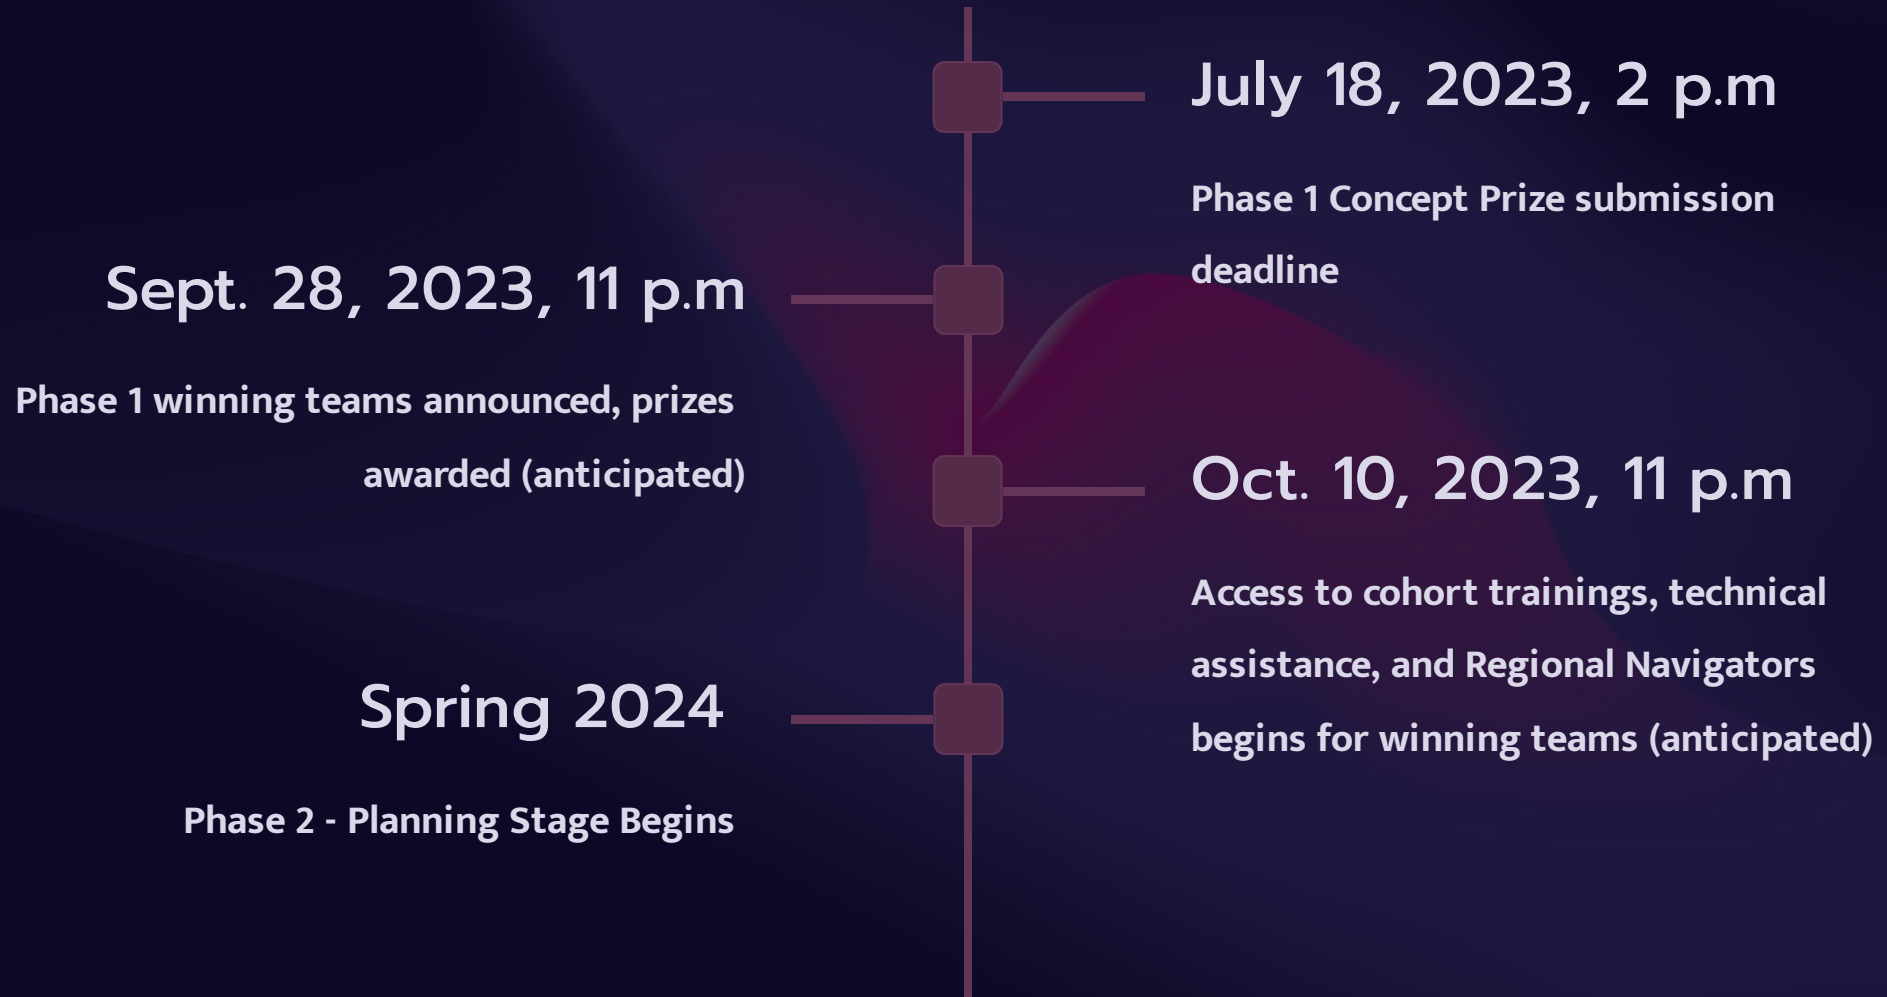 July 18, 2023, 2 p.m
Phase 1 Concept Prize submission
deadline
Sept. 28, 2023, 11 p.m
Phase 1 winning teams announced, prizes
awarded (anticipated)
Oct. 10, 2023, 11 p.m
Access to cohort trainings, technical
assistance, and Regional Navigators
begins for winning teams (anticipated)
Spring 2024
Phase 2 - Planning Stage Begins